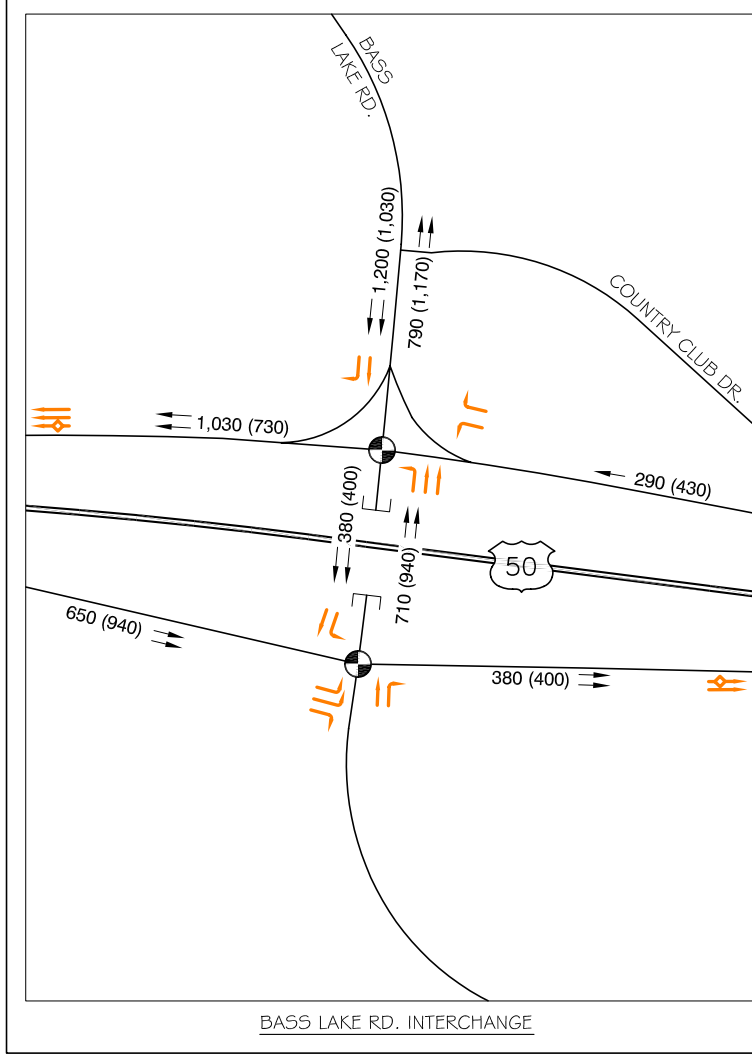 BASS
LAKE RD.
1,200 (1,030)
790 (1,170)
COUNTRY CLUB DR.
1,030 (730)
290 (430)
380 (400)
710 (940)
50
650 (940)
380 (400)
BASS LAKE RD. INTERCHANGE